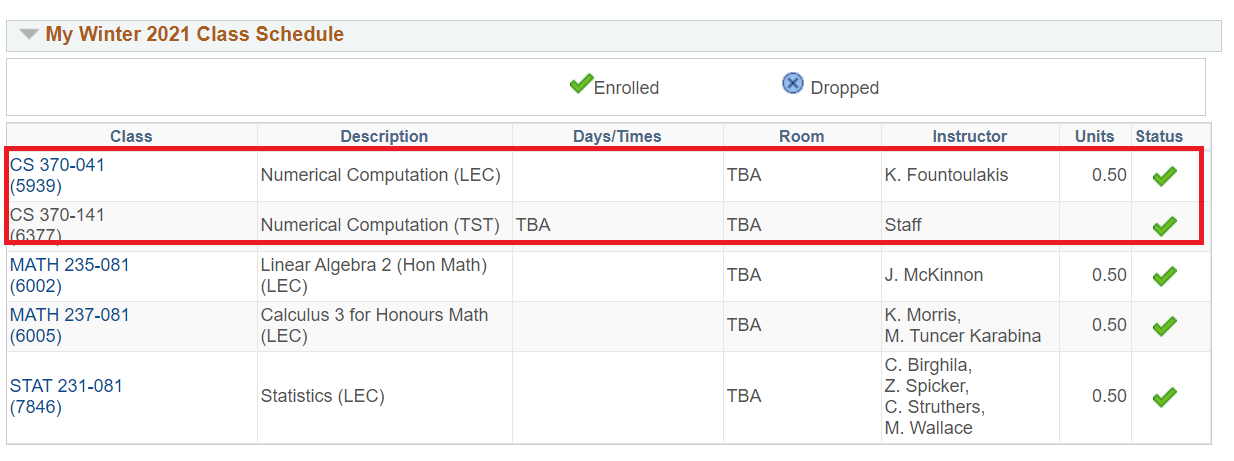 My Winter 2021 Class Schedule
Enrolled Dropped
Class Description Days/Times Room Instructor Units Status
CS 370-041
(5939)
Numerical Computation (LEC) TBA K. Fountoulakis 0.50
CS 370-141
(6377)
Numerical Computation (TST) TBA TBA Staff
MATH 235-081
(6002)
Linear Algebra 2 (Hon Math)
(LEC)
TBA J. McKinnon 0.50
MATH 237-081
(6005)
Calculus 3 for Honours Math
(LEC)
TBA
K. Morris,
M. Tuncer Karabina
0.50
STAT 231-081
(7846)
Statistics (LEC) TBA
C. Birghila,
Z. Spicker,
C. Struthers,
M. Wallace
0.50